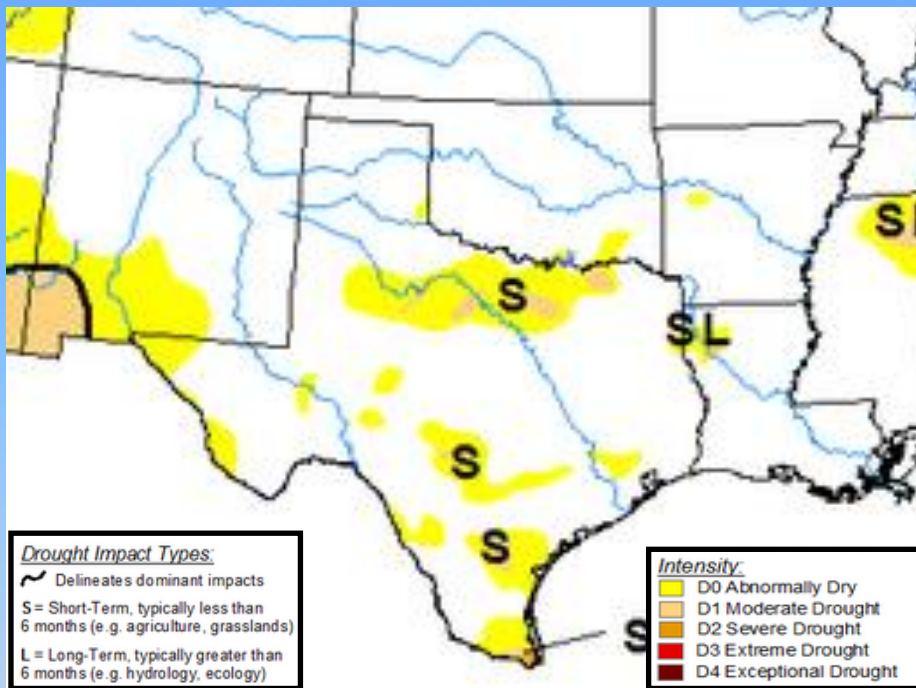 S
S
S L
S
S
S
Drought Impact Types:
Delineates dominant impacts
S = Short-Term, typically less than
6 months (e.g. agriculture, grasslands)
L = Long-Term, typically greater than
6 months (e.g. hydrology, ecology)
Intensity:
D0 Abnormally Dry
D1 Moderate Drought
D2 Severe Drought
D3 Extreme Drought
D4 Exceptional Drought